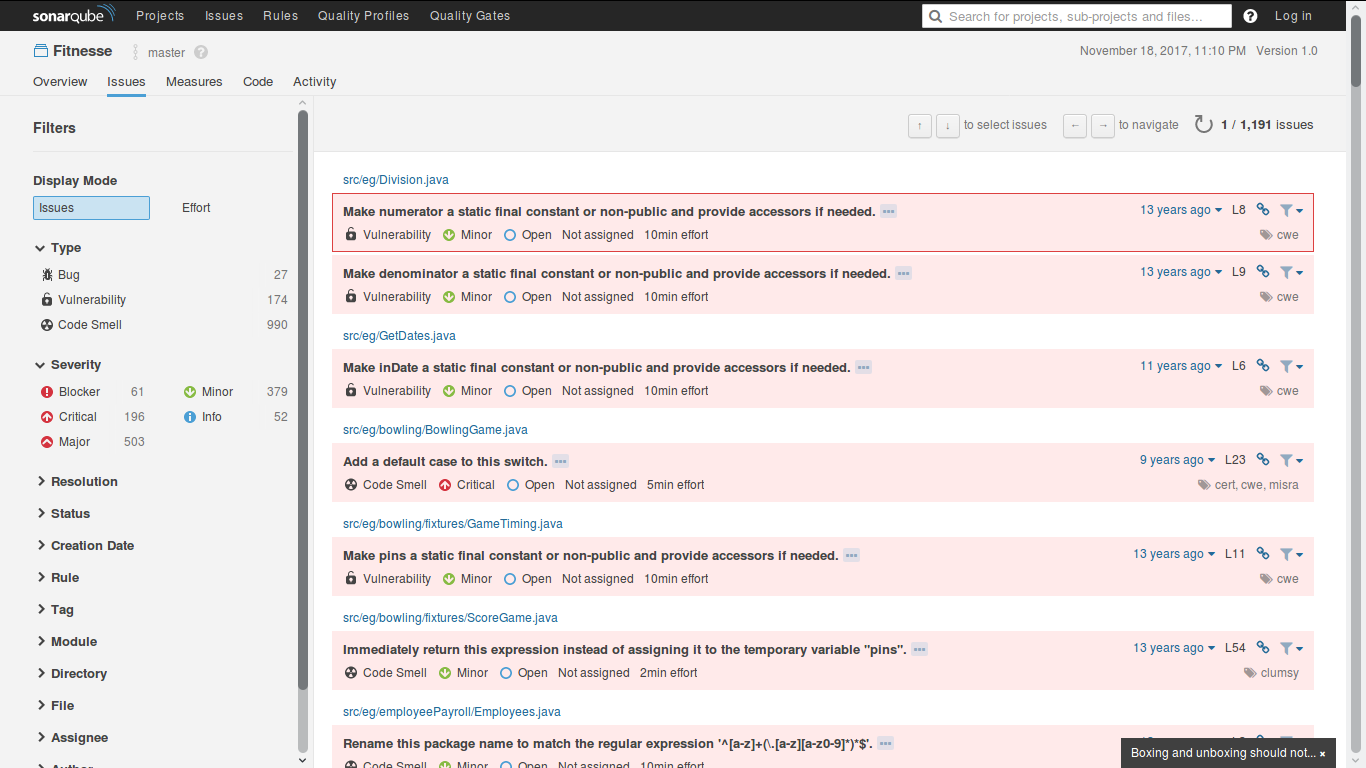 sonarqube Projects Issues Rules Quality Profiles Quality Gates Search for projects, sub-projects and files... ? Log in
Fitnesse master ? November 18, 2017, 11:10 PM Version 1.0
Overview Issues Measures Code Activity
Filters
↑ ↓ to select issues ← → to navigate 1 / 1,191 issues
Display Mode
Issues Effort
Type
Bug 27
Vulnerability 174
Code Smell 990
Severity
Blocker 61 Minor 379
Critical 196 Info 52
Major 503
Resolution
Status
Creation Date
Rule
Tag
Module
Directory
File
Assignee
src/eg/Division.java
Make numerator a static final constant or non-public and provide accessors if needed. 13 years ago L8
Vulnerability Minor Open Not assigned 10min effort cwe
Make denominator a static final constant or non-public and provide accessors if needed. 13 years ago L9
Vulnerability Minor Open Not assigned 10min effort cwe
src/eg/GetDates.java
Make inDate a static final constant or non-public and provide accessors if needed. 11 years ago L6
Vulnerability Minor Open Not assigned 10min effort cwe
src/eg/bowling/BowlingGame.java
Add a default case to this switch. 9 years ago L23
Code Smell Critical Open Not assigned 5min effort cert, cwe, misra
src/eg/bowling/fixtures/GameTiming.java
Make pins a static final constant or non-public and provide accessors if needed. 13 years ago L11
Vulnerability Minor Open Not assigned 10min effort cwe
src/eg/bowling/fixtures/ScoreGame.java
Immediately return this expression instead of assigning it to the temporary variable "pins". 13 years ago L54
Code Smell Minor Open Not assigned 2min effort clumsy
src/eg/employeePayroll/Employees.java
Rename this package name to match the regular expression '^[a-z]+(\.[a-z][a-z0-9]*)*$'.
Code Smell Minor Open Not assigned 10min effort
Boxing and unboxing should not... ×